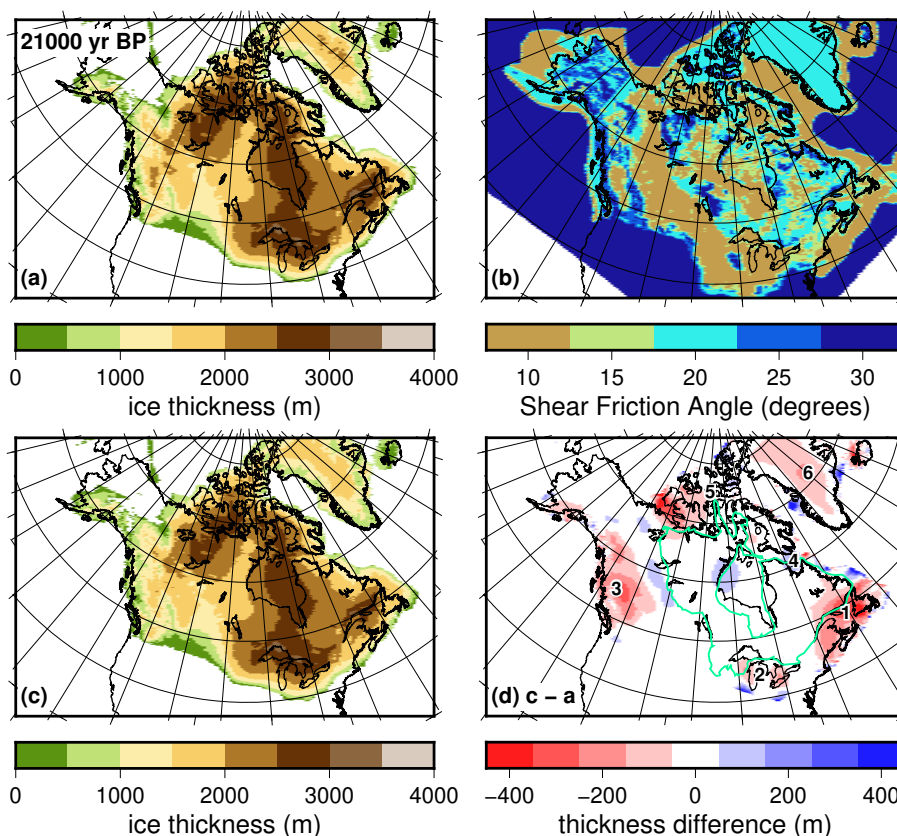 21000 yr BP
(a)
(b)
0 1000 2000 3000 4000
ice thickness (m)
10 15 20 25 30
Shear Friction Angle (degrees)
5
6
4
3
1
2
(c)
(d) c − a
0 1000 2000 3000 4000
ice thickness (m)
−400 −200 0 200 400
thickness difference (m)